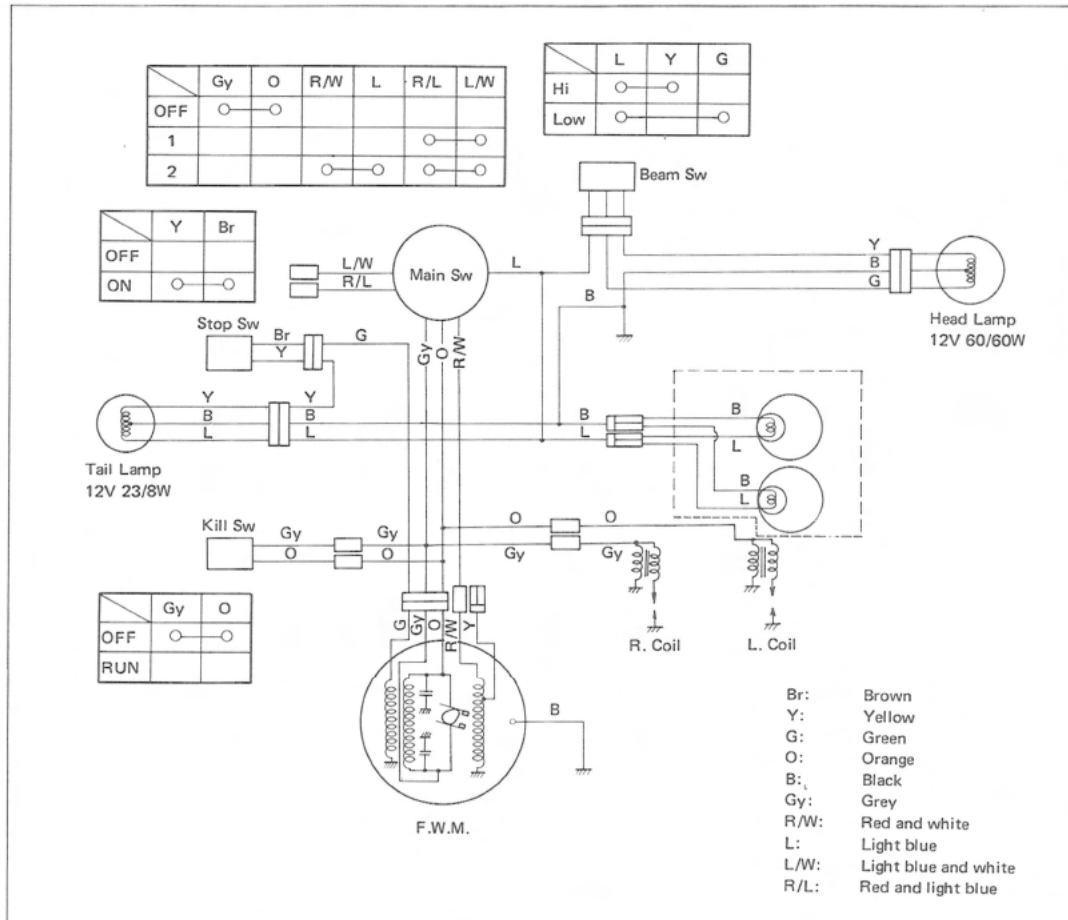 Gy O R/W L R/L L/W
OFF
1
2
L Y G
Hi
Low
Beam Sw
Y Br
OFF
ON
L/W
R/L
Main Sw
L
Y
B
G
Head Lamp
12V 60/60W
B
Stop Sw
Br
Y
G
Gy
O
R/W
Y Y
B B
L L
Tail Lamp
12V 23/8W
B
L
B
L
B
L
Kill Sw
Gy Gy
O O
O O
Gy Gy
R. Coil
L. Coil
Gy O
OFF
RUN
G
Gy
O
R/W
Y
B
F.W.M.
Br: Brown
Y: Yellow
G: Green
O: Orange
B: Black
Gy: Grey
R/W: Red and white
L: Light blue
L/W: Light blue and white
R/L: Red and light blue